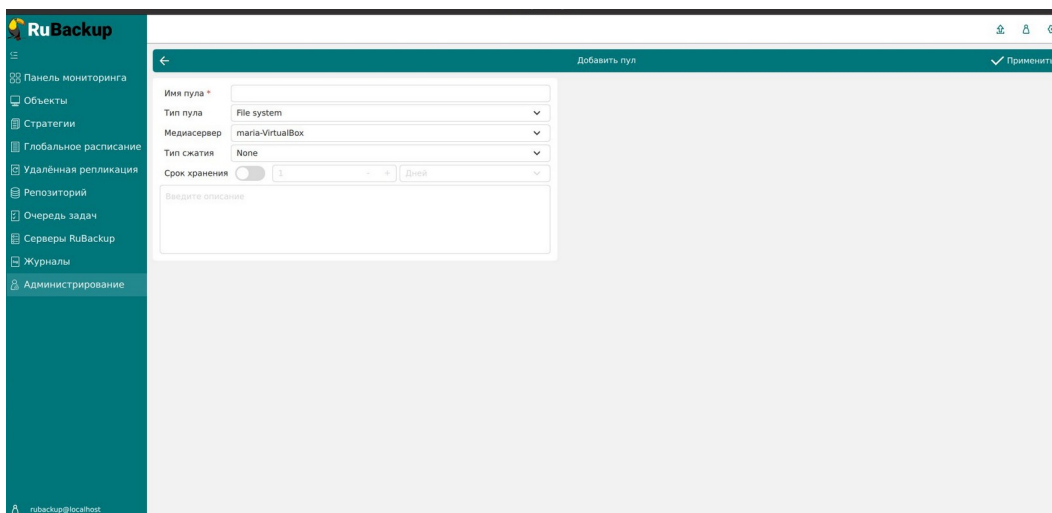 RuBackup
Панель мониторинга
Объекты
Стратегии
Глобальное расписание
Удалённая репликация
Репозиторий
Очередь задач
Серверы RuBackup
Журналы
Администрирование
rubackup@localhost
Добавить пул
Применить
Имя пула *
Тип пула File system
Медиасервер maria-VirtualBox
Тип сжатия None
Срок хранения 1 - + Дней
Введите описание